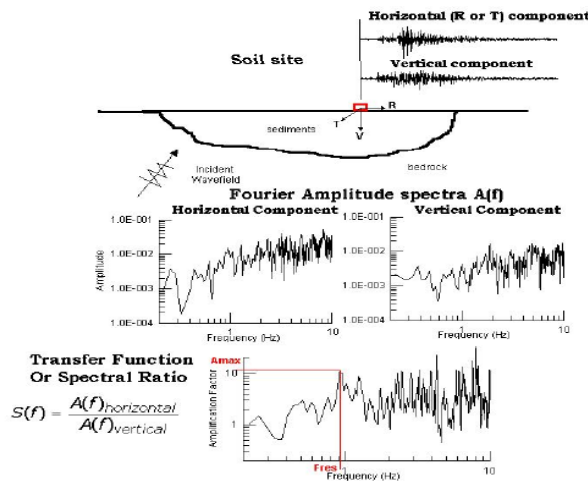 Horizontal (R or T) component
Soil site
Vertical component
R
sediments
T
V
bedrock
Incident
Wavefield
Fourier Amplitude spectra A(f)
Horizontal Component
Vertical Component
1.0E-001
1.0E-002
1.0E-003
1.0E-004
Amplitude
1
10
Frequency (Hz)
1.0E-001
1.0E-002
1.0E-003
1.0E-004
1
10
Frequency (Hz)
Transfer Function
Or Spectral Ratio
S(f) = A(f)horizontal / A(f)vertical
Amax
10
1
Amplification Factor
Fres
1
10
Frequency (Hz)